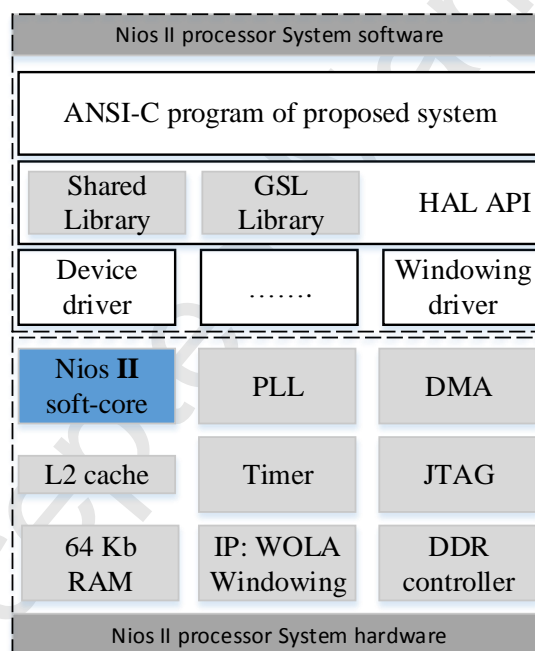 Nios II processor System software
ANSI-C program of proposed system
Shared
Library
GSL
Library
HAL API
Device
driver
…….
Windowing
driver
Nios II
soft-core
PLL
DMA
L2 cache
Timer
JTAG
64 Kb
RAM
IP: WOLA
Windowing
DDR
controller
Nios II processor System hardware